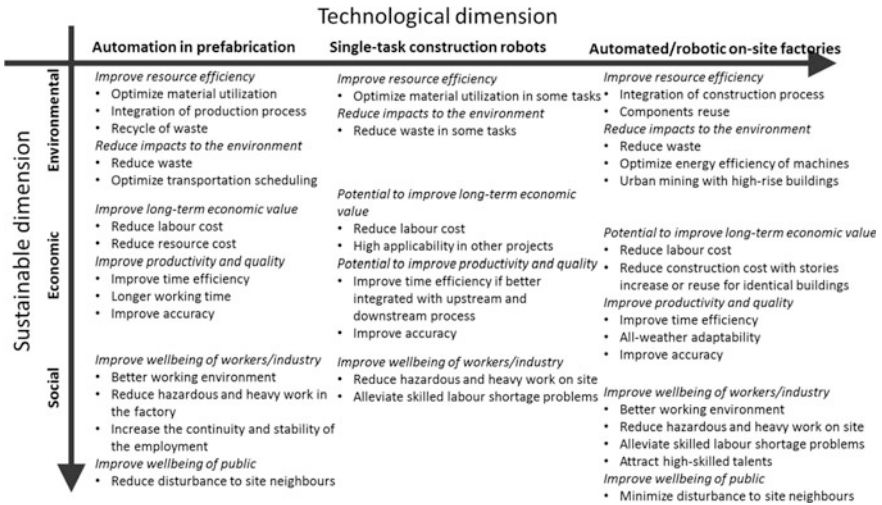 Technological dimension
Automation in prefabrication
Single-task construction robots
Automated/robotic on-site factories
Sustainable dimension
Environmental
Improve resource efficiency
• Optimize material utilization
• Integration of production process
• Recycle of waste
Reduce impacts to the environment
• Reduce waste
• Optimize transportation scheduling
Improve resource efficiency
• Optimize material utilization in some tasks
Reduce impacts to the environment
• Reduce waste in some tasks
Improve resource efficiency
• Integration of construction process
• Components reuse
Reduce impacts to the environment
• Reduce waste
• Optimize energy efficiency of machines
• Urban mining with high-rise buildings
Economic
Improve long-term economic value
• Reduce labour cost
• Reduce resource cost
Improve productivity and quality
• Improve time efficiency
• Longer working time
• Improve accuracy
Potential to improve long-term economic
value
• Reduce labour cost
• High applicability in other projects
Potential to improve productivity and quality
• Improve time efficiency if better
integrated with upstream and
downstream process
• Improve accuracy
Potential to improve long-term economic value
• Reduce labour cost
• Reduce construction cost with stories
increase or reuse for identical buildings
Improve productivity and quality
• Improve time efficiency
• All-weather adaptability
• Improve accuracy
Social
Improve wellbeing of workers/industry
• Better working environment
• Reduce hazardous and heavy work in
the factory
• Increase the continuity and stability of
the employment
Improve wellbeing of public
• Reduce disturbance to site neighbours
Improve wellbeing of workers/industry
• Reduce hazardous and heavy work on site
• Alleviate skilled labour shortage problems
Improve wellbeing of workers/industry
• Better working environment
• Reduce hazardous and heavy work on site
• Alleviate skilled labour shortage problems
• Attract high-skilled talents
Improve wellbeing of public
• Minimize disturbance to site neighbours